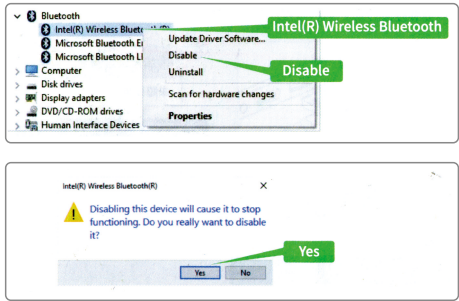 Bluetooth
Intel(R) Wireless Bluetooth(R)
Intel(R) Wireless Bluetooth
Microsoft Bluetooth
Update Driver Software...
Microsoft Bluetooth
Disable
Disable
Computer
Uninstall
Disk drives
Display adapters
Scan for hardware changes
DVD/CD-ROM drives
Human Interface Devices
Properties
Intel(R) Wireless Bluetooth(R)
Disabling this device will cause it to stop
functioning. Do you really want to disable
it?
Yes
Yes
No